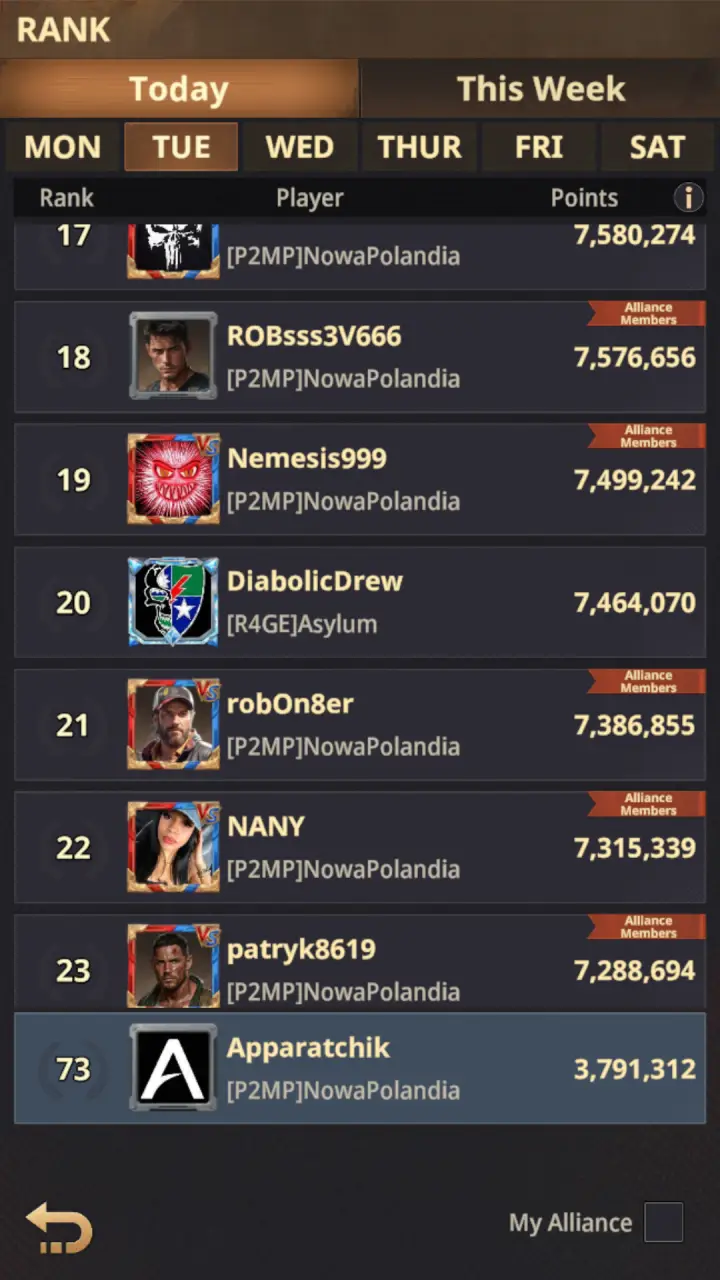 RANK
Today
This Week
MON
TUE
WED
THUR
FRI
SAT
Rank
Player
Points
i
17
[P2MP]NowaPolandia
7,580,274
18
ROBsss3V666
[P2MP]NowaPolandia
Alliance
Members
7,576,656
19
VS
Nemesis999
[P2MP]NowaPolandia
Alliance
Members
7,499,242
20
DiabolicDrew
[R4GE]Asylum
7,464,070
21
VS
robOn8er
[P2MP]NowaPolandia
Alliance
Members
7,386,855
22
VS
NANY
[P2MP]NowaPolandia
Alliance
Members
7,315,339
23
VS
patryk8619
[P2MP]NowaPolandia
Alliance
Members
7,288,694
73
A
Apparatchik
[P2MP]NowaPolandia
3,791,312
My Alliance